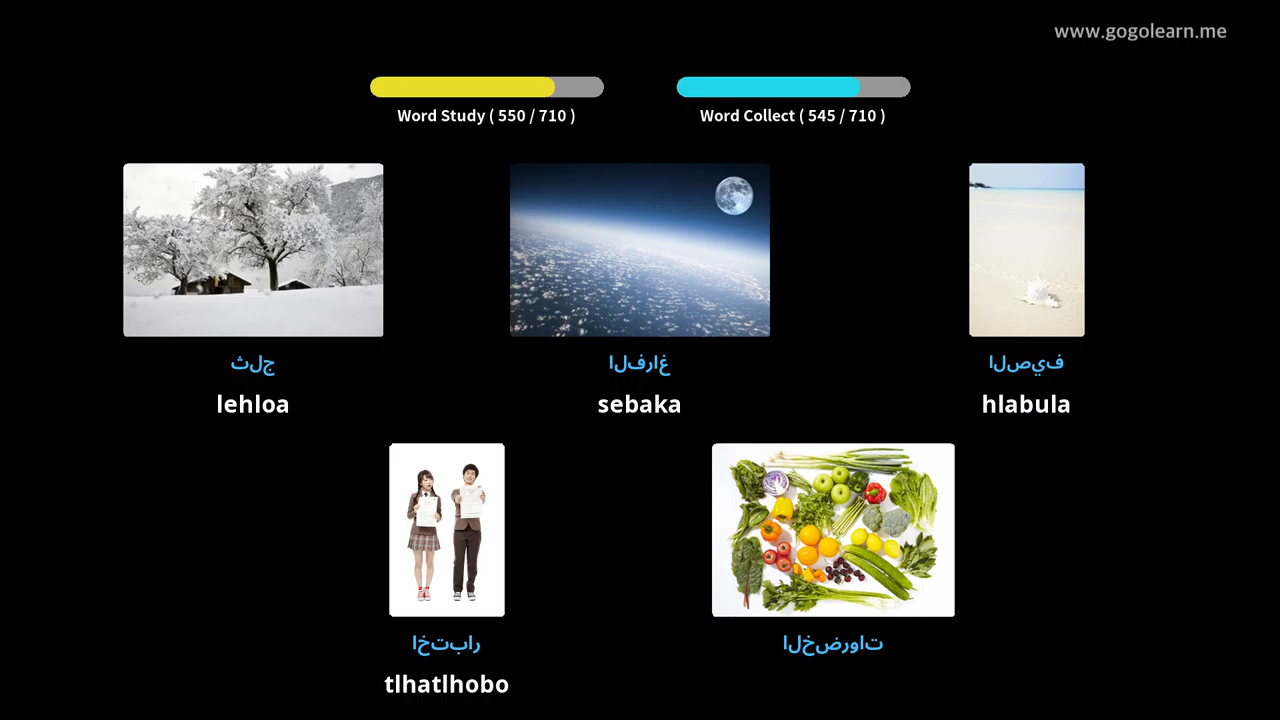 www.gogolearn.me
Word Study ( 550 / 710 )
Word Collect ( 545 / 710 )
ثلج
الفراغ
الصيف
lehloa
sebaka
hlabula
اختبار
الخضروات
tlhatlhobo